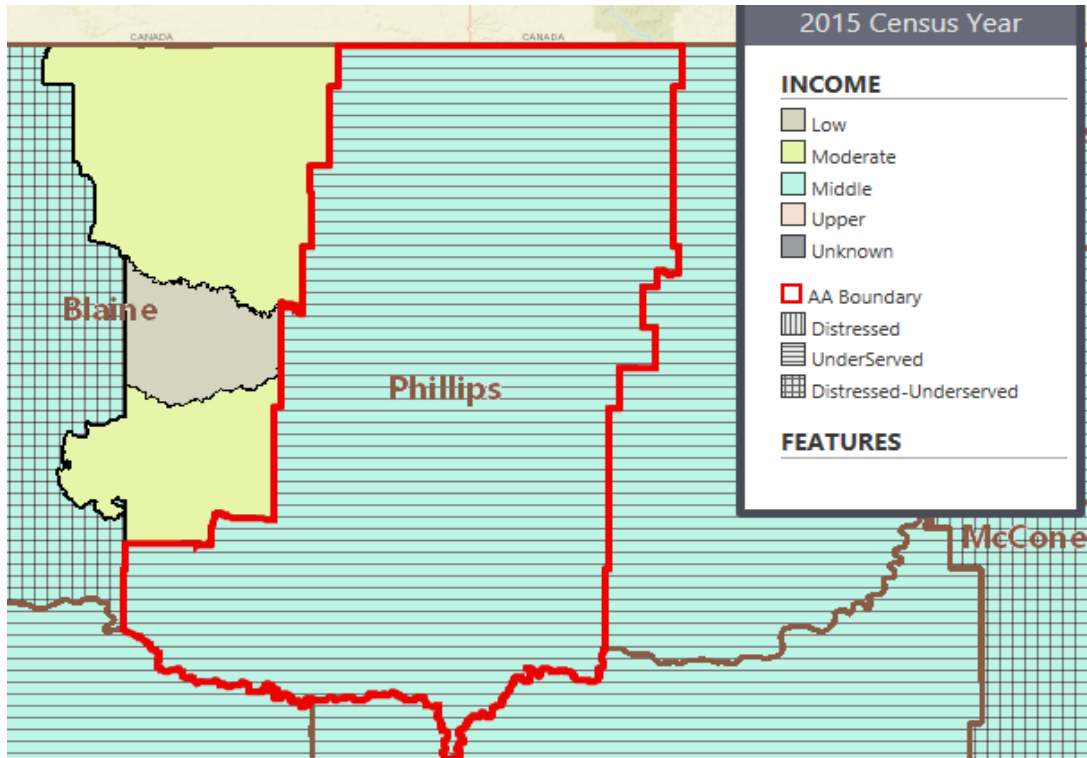 CANADA
CANADA
2015 Census Year
INCOME
Low
Moderate
Middle
Upper
Unknown
AA Boundary
Distressed
UnderServed
Distressed-Underserved
FEATURES
Blaine
Phillips
McCone